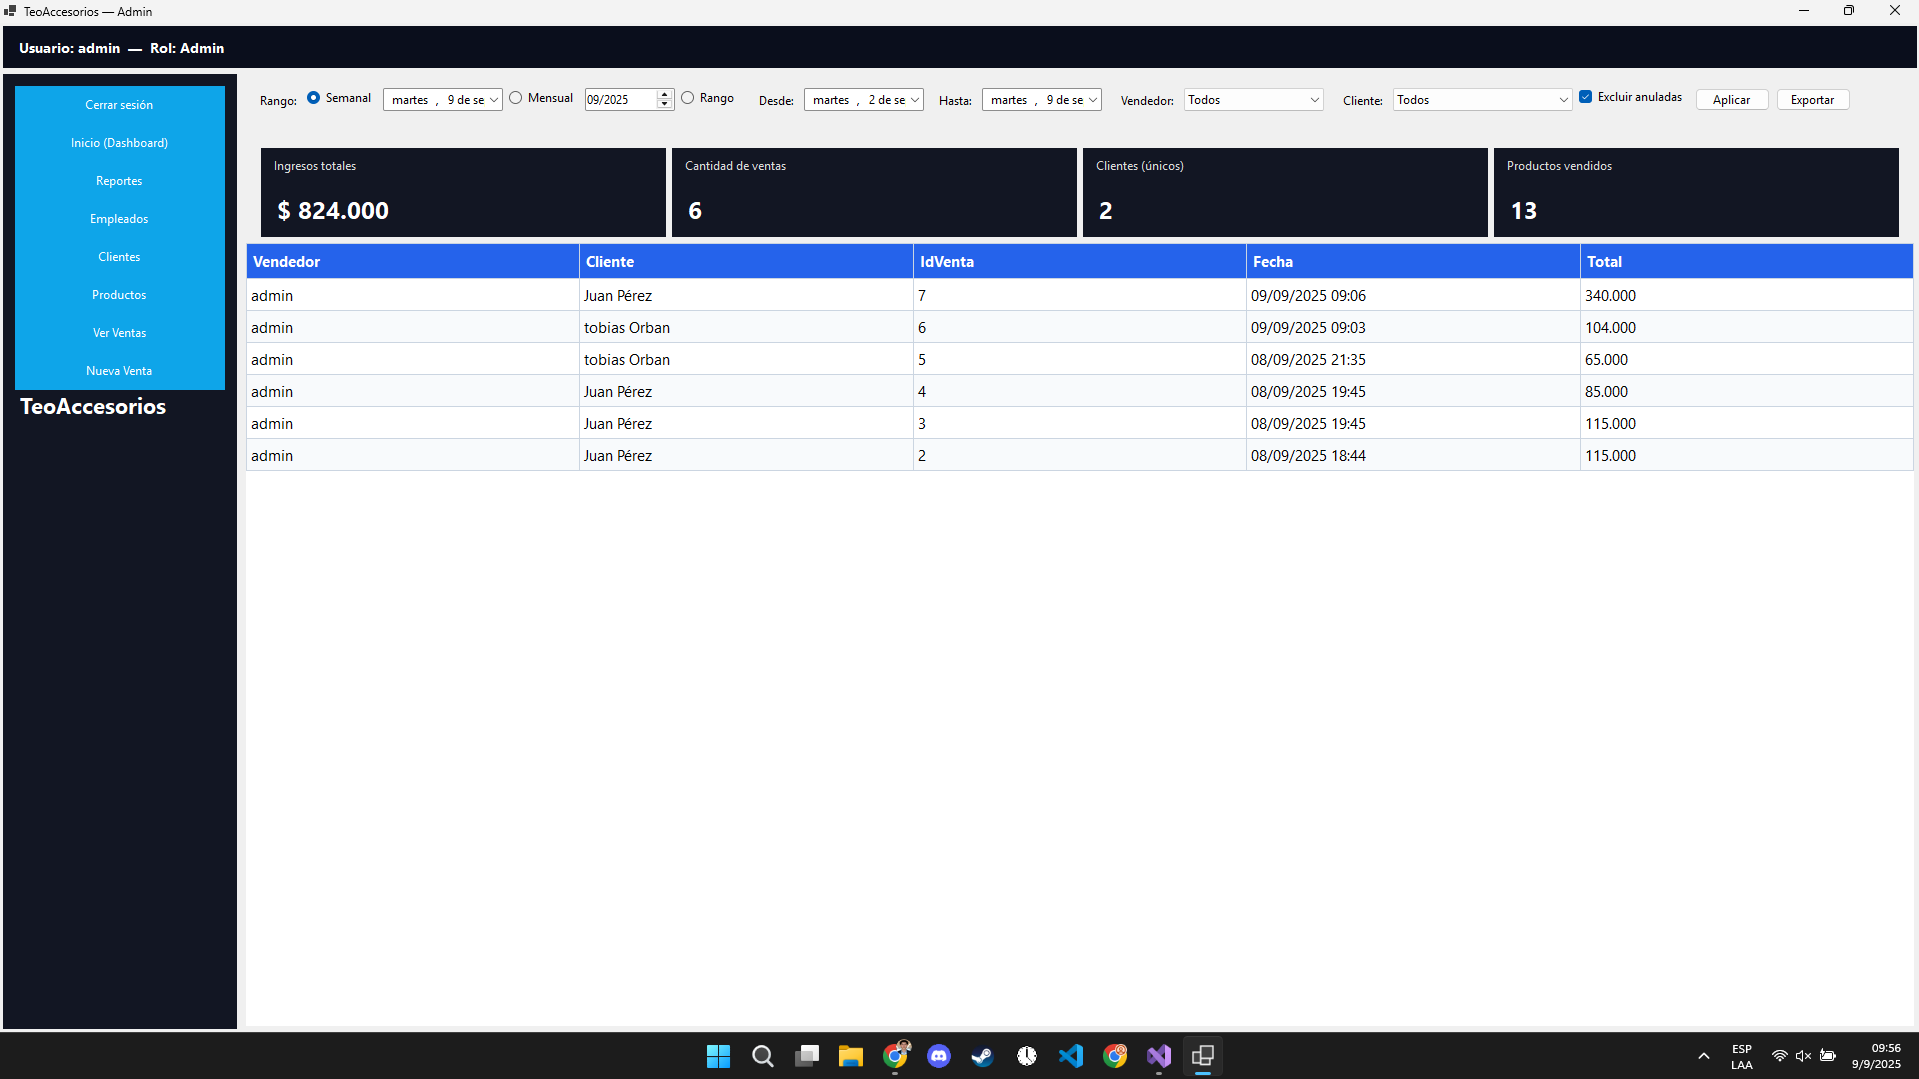 TeoAccesorios — Admin
Usuario: admin — Rol: Admin
Cerrar sesión
Inicio (Dashboard)
Reportes
Empleados
Clientes
Productos
Ver Ventas
Nueva Venta
TeoAccesorios
Rango: Semanal martes , 9 de se Mensual 09/2025 Rango Desde: martes , 2 de se Hasta: martes , 9 de se Vendedor: Todos Cliente: Todos Excluir anuladas Aplicar Exportar
Ingresos totales Cantidad de ventas Clientes (únicos) Productos vendidos
$ 824.000 6 2 13
Vendedor Cliente IdVenta Fecha Total
admin Juan Pérez 7 09/09/2025 09:06 340.000
admin tobias Orban 6 09/09/2025 09:03 104.000
admin tobias Orban 5 08/09/2025 21:35 65.000
admin Juan Pérez 4 08/09/2025 19:45 85.000
admin Juan Pérez 3 08/09/2025 19:45 115.000
admin Juan Pérez 2 08/09/2025 18:44 115.000
ESP 09:56
LAA 9/9/2025